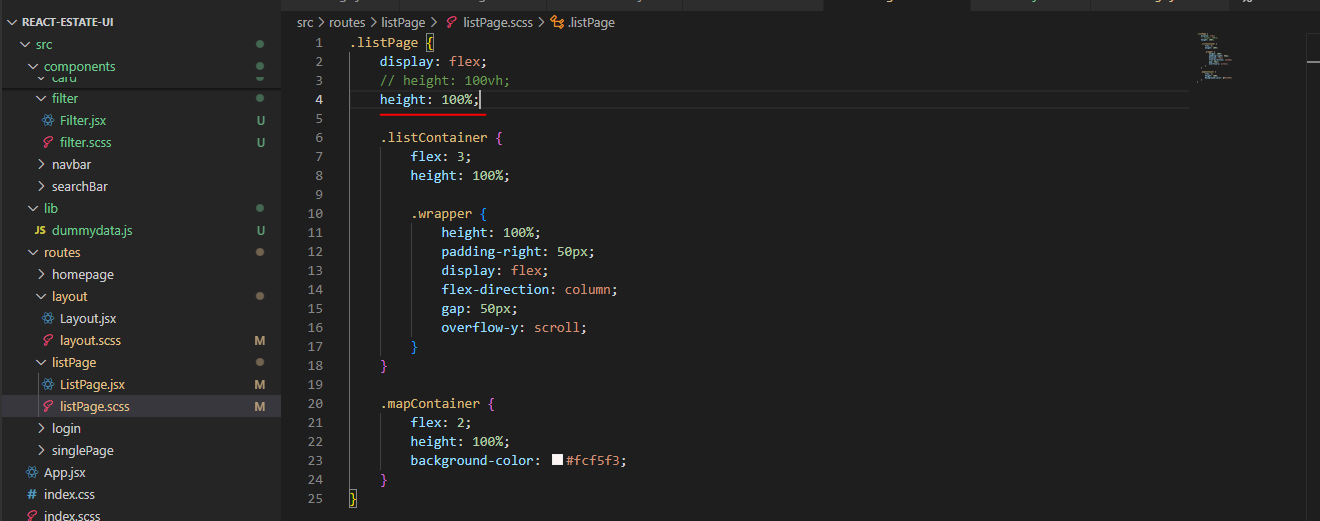 REACT-ESTATE-UI
src
components
card
filter
Filter.jsx U
filter.scss U
navbar
searchBar
lib
JS dummydata.js U
routes
homepage
layout
Layout.jsx
layout.scss M
listPage
ListPage.jsx M
listPage.scss M
login
singlePage
App.jsx
# index.css
index.scss
src > routes > listPage > listPage.scss > .listPage
1 .listPage {
2 display: flex;
3 // height: 100vh;
4 height: 100%;
5
6 .listContainer {
7 flex: 3;
8 height: 100%;
9
10 .wrapper {
11 height: 100%;
12 padding-right: 50px;
13 display: flex;
14 flex-direction: column;
15 gap: 50px;
16 overflow-y: scroll;
17 }
18 }
19
20 .mapContainer {
21 flex: 2;
22 height: 100%;
23 background-color: #fcf5f3;
24 }
25 }